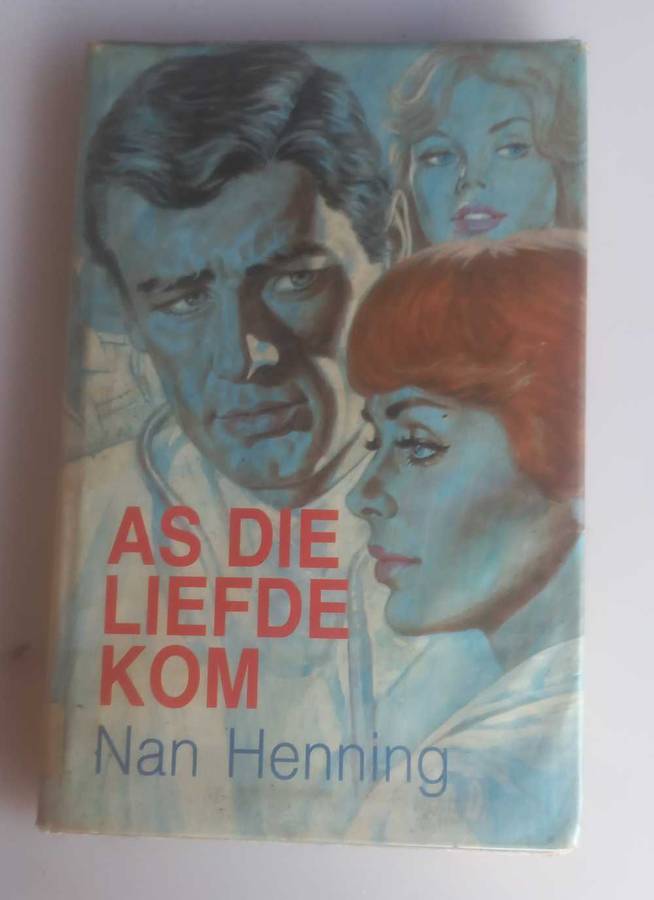 AS DIE
LIEFDE
KOM
Nan Henning